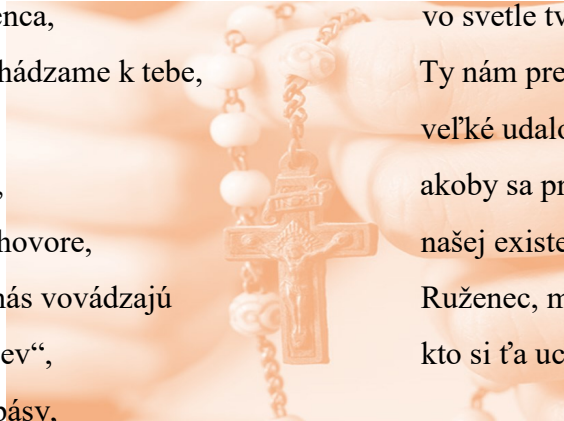 enca,
hádzame k tebe,
,
hovore,
nás vovádzajú
ev“,
pásy,
vo svetle tv
Ty nám pre
veľké udalo
akoby sa pr
našej existe
Ruženec, m
kto si ťa uc